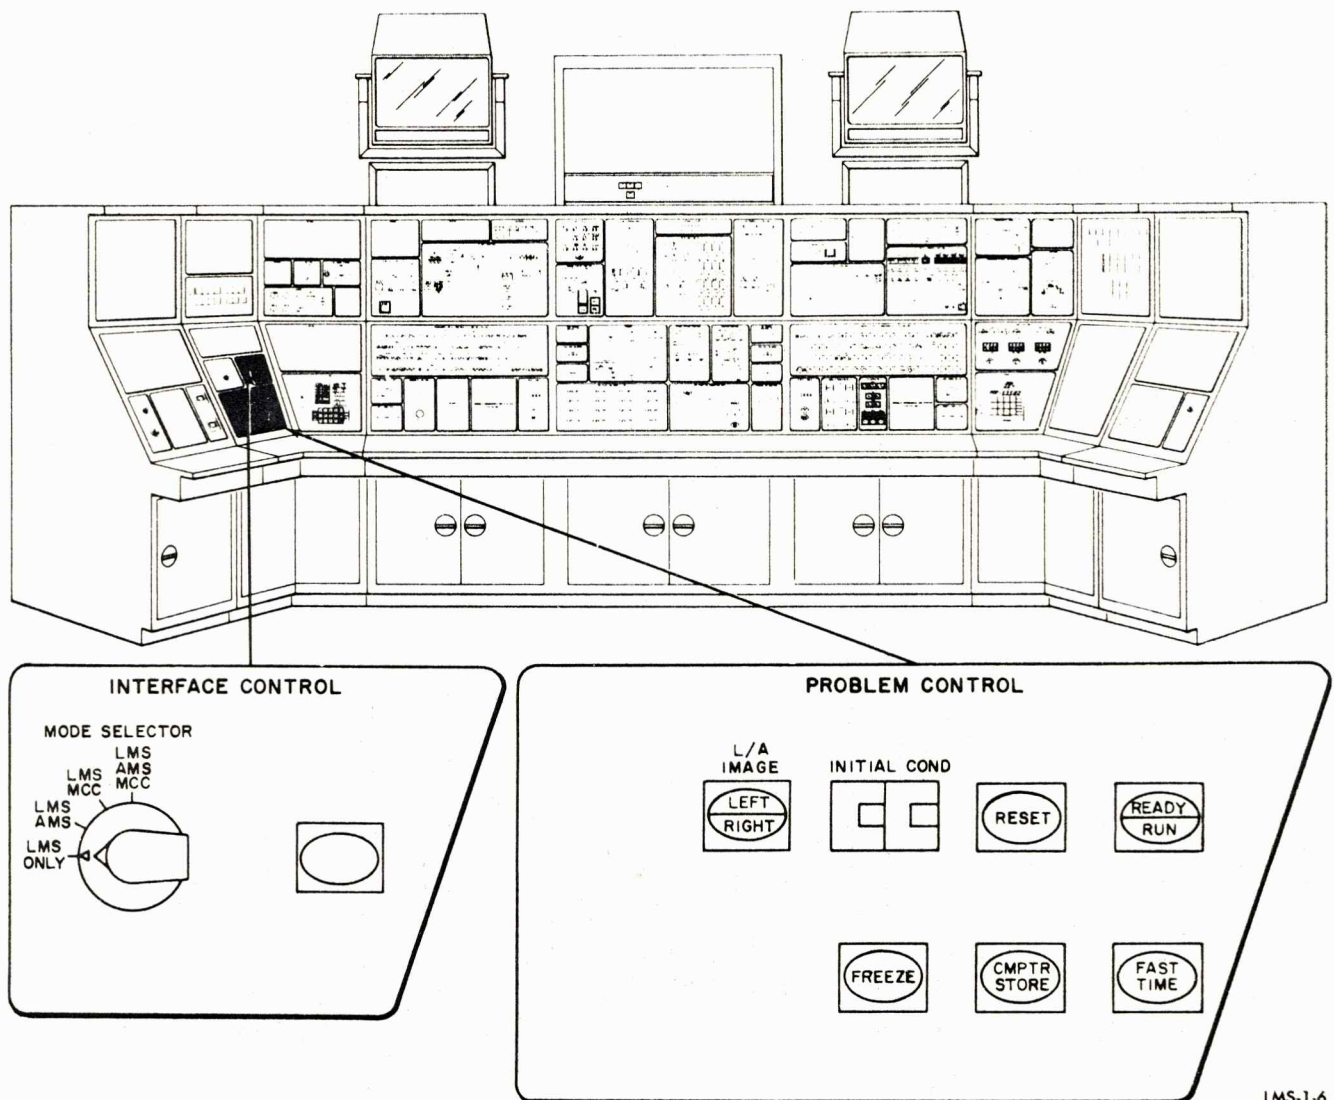 INTERFACE CONTROL
MODE SELECTOR
LMS
AMS
MCC
LMS
MCC
LMS
AMS
LMS
ONLY
PROBLEM CONTROL
L/A
IMAGE
INITIAL COND
LEFT
RIGHT
RESET
READY
RUN
FREEZE
CMPTR
STORE
FAST
TIME
LMS-1-6